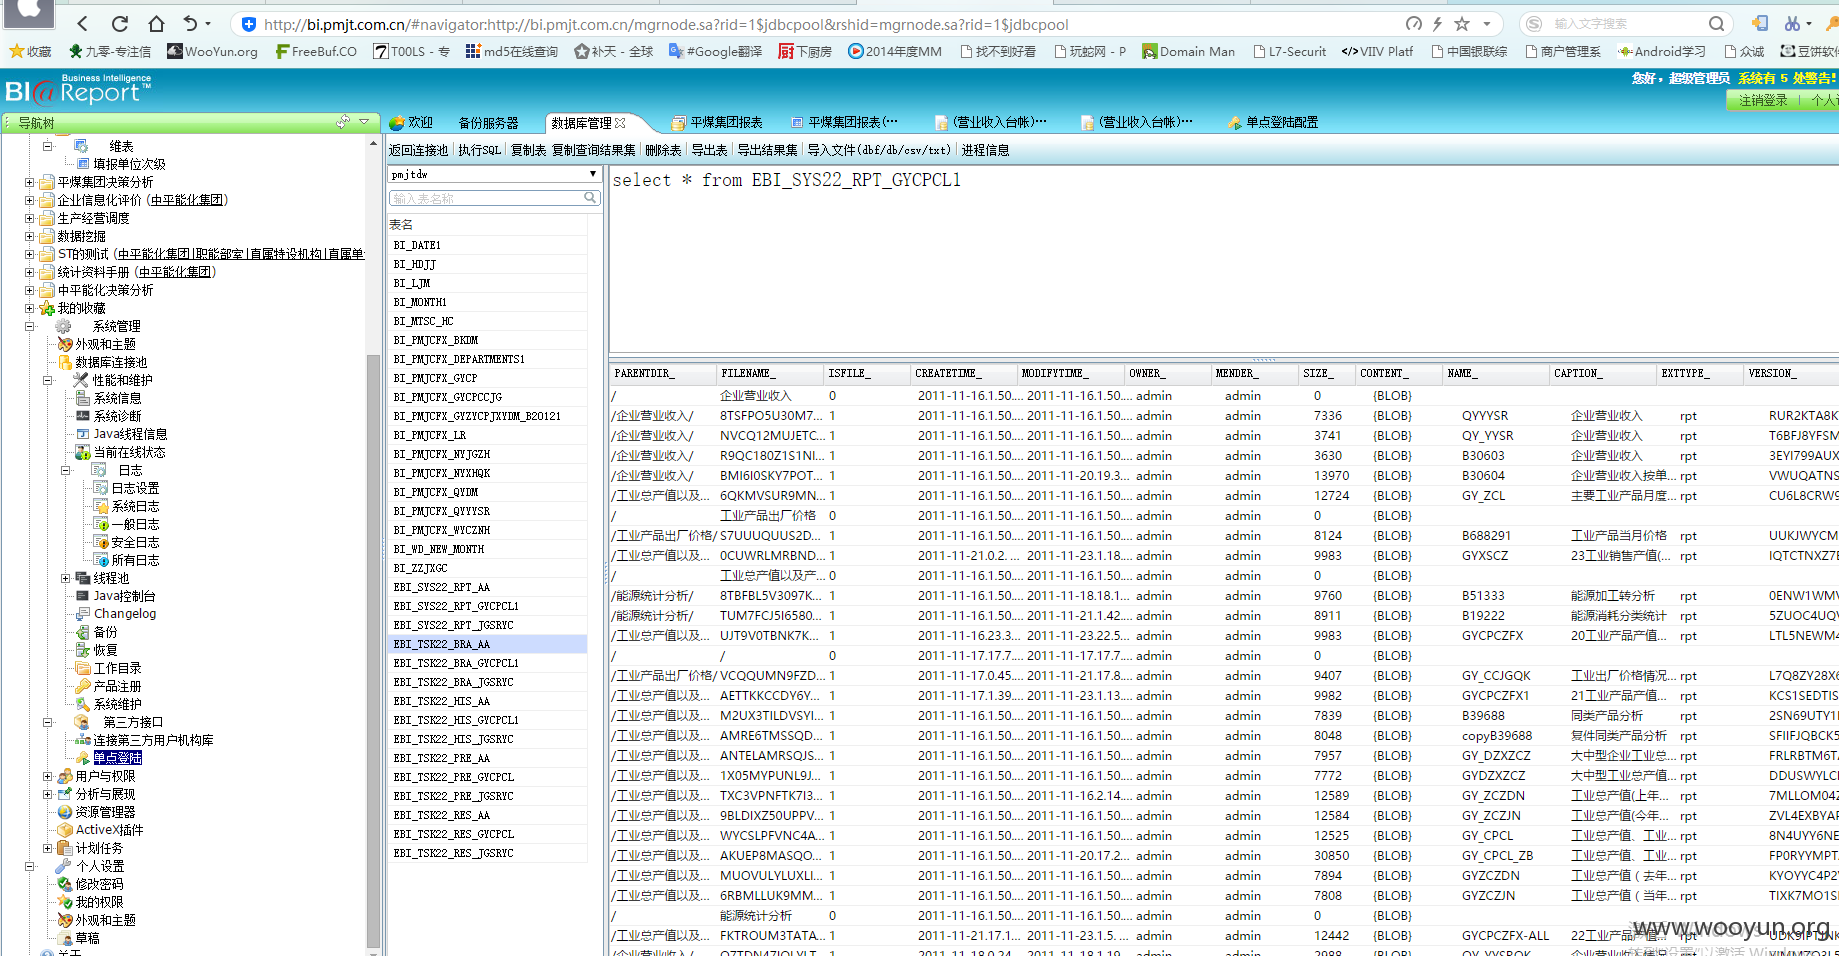 http://bi.pmjt.com.cn/#navigator:http://bi.pmjt.com.cn/mgrnode.sa?rid=1$jdbcpool&rshid=mgrnode.sa?rid=1$jdbcpool 输入文字搜索
收藏 九零-专注信 WooYun.org FreeBuf.CO T00LS - 专 md5在线查询 补天 - 全球 #Google翻译 下厨房 2014年度MM 找不到好看 玩蛇网 - P Domain Man L7-Securit VIIV Platf 中国银联综 商户管理系 Android学习 众诚 豆饼软件
Business Intelligence
BI@Report™
您好,超级管理员 系统有 5 处警告!
注销登录 | 个人
导航树
欢迎 备份服务器 数据库管理 平煤集团报表 平煤集团报表(… (营业收入台帐)… (营业收入台帐)… 单点登陆配置
返回连接池 执行SQL 复制表 复制查询结果集 删除表 导出表 导出结果集 导入文件(dbf/db/csv/txt) 进程信息
维表
填报单位次级
平煤集团决策分析
企业信息化评价 (中平能化集团)
生产经营调度
数据挖掘
ST的测试 (中平能化集团|职能部室|直属特设机构|直属单
统计资料手册 (中平能化集团)
中平能化决策分析
我的收藏
系统管理
外观和主题
数据库连接池
性能和维护
系统信息
系统诊断
Java线程信息
当前在线状态
日志
日志设置
系统日志
一般日志
安全日志
所有日志
线程池
Java控制台
Changelog
备份
恢复
工作目录
产品注册
系统维护
第三方接口
连接第三方用户机构库
单点登陆
用户与权限
分析与展现
资源管理器
ActiveX插件
计划任务
个人设置
修改密码
我的权限
外观和主题
草稿
关于
pmjtdw
输入表名称
表名
BI_DATE1
BI_HDJJ
BI_LJM
BI_MONTH1
BI_MTSC_HC
BI_PMJCFX_BKDM
BI_PMJCFX_DEPARTMENTS1
BI_PMJCFX_GYCP
BI_PMJCFX_GYCPCCJG
BI_PMJCFX_GYZYCPJXYDM_B20121
BI_PMJCFX_LR
BI_PMJCFX_NYJGZH
BI_PMJCFX_NYXHQK
BI_PMJCFX_QYDM
BI_PMJCFX_QYYYSR
BI_PMJCFX_WYCZNH
BI_WD_NEW_MONTH
BI_ZZJXGC
EBI_SYS22_RPT_AA
EBI_SYS22_RPT_GYCPCL1
EBI_SYS22_RPT_JGSRYC
EBI_TSK22_BRA_AA
EBI_TSK22_BRA_GYCPCL1
EBI_TSK22_BRA_JGSRYC
EBI_TSK22_HIS_AA
EBI_TSK22_HIS_GYCPCL1
EBI_TSK22_HIS_JGSRYC
EBI_TSK22_PRE_AA
EBI_TSK22_PRE_GYCPCL
EBI_TSK22_PRE_JGSRYC
EBI_TSK22_RES_AA
EBI_TSK22_RES_GYCPCL
EBI_TSK22_RES_JGSRYC
select * from EBI_SYS22_RPT_GYCPCL1
PARENTDIR_ FILENAME_ ISFILE_ CREATETIME_ MODIFYTIME_ OWNER_ MENDER_ SIZE_ CONTENT_ NAME_ CAPTION_ EXTTYPE_ VERSION_
/ 企业营业收入 0 2011-11-16.1.50.... 2011-11-16.1.50.... admin admin 0 {BLOB}
/企业营业收入/ 8TSFPO5U30M7... 1 2011-11-16.1.50.... 2011-11-16.1.50.... admin admin 7336 {BLOB} QYYYSR 企业营业收入 rpt RUR2KTA8K
/企业营业收入/ NVCQ12MUJETC... 1 2011-11-16.1.50.... 2011-11-16.1.50.... admin admin 3741 {BLOB} QY_YYSR 企业营业收入 rpt T6BFJ8YFSM
/企业营业收入/ R9QC180Z1S1NI... 1 2011-11-16.1.50.... 2011-11-16.1.50.... admin admin 3630 {BLOB} B30603 企业营业收入 rpt 3EYI799AUX
/企业营业收入/ BMI6I0SKY7POT... 1 2011-11-16.1.50.... 2011-11-20.19.3... admin admin 13970 {BLOB} B30604 企业营业收入按单... rpt VWUQATNS
/工业总产值以及... 6QKMVSUR9MN... 1 2011-11-16.1.50.... 2011-11-16.1.50.... admin admin 12724 {BLOB} GY_ZCL 主要工业产品月度... rpt CU6L8CRW9
/ 工业产品出厂价格 0 2011-11-16.1.50.... 2011-11-16.1.50.... admin admin 0 {BLOB}
/工业产品出厂价格/ S7UUUQUUS2D... 1 2011-11-16.1.50.... 2011-11-16.1.50.... admin admin 8124 {BLOB} B688291 工业产品当月价格 rpt UUKJWYCM
/工业总产值以及... 0CUWRLMRBND... 1 2011-11-21.0.2.... 2011-11-23.1.18.... admin admin 9983 {BLOB} GYXSCZ 23工业销售产值(... rpt IQTCTNXZ7E
/ 工业总产值以及产... 0 2011-11-16.1.50.... 2011-11-16.1.50.... admin admin 0 {BLOB}
/能源统计分析/ 8TBFBL5V3097K... 1 2011-11-16.1.50.... 2011-11-18.18.1... admin admin 9760 {BLOB} B51333 能源加工转分析 rpt 0ENW1WMV
/能源统计分析/ TUM7FCJ5I6580... 1 2011-11-16.1.50.... 2011-11-21.1.42.... admin admin 8911 {BLOB} B19222 能源消耗分类统计 rpt 5ZUOC4UQV
/工业总产值以及... UJT9V0TBNK7K... 1 2011-11-16.23.3... 2011-11-23.22.5... admin admin 9983 {BLOB} GYCPCZFX 20工业产品产值... rpt LTL5NEWM4
/ / 0 2011-11-17.17.7... 2011-11-17.17.7... admin admin 0 {BLOB}
/工业产品出厂价格/ VCQQUMN9FZD... 1 2011-11-17.0.45.... 2011-11-21.17.8... admin admin 9407 {BLOB} GY_CCJGQK 工业出厂价格情况... rpt L7Q8ZY28X6
/工业总产值以及... AETTKKCCDY6Y... 1 2011-11-17.1.39.... 2011-11-23.1.13.... admin admin 9982 {BLOB} GYCPCZFX1 21工业产品产值... rpt KCS1SEDTIS
/工业总产值以及... M2UX3TILDVSYI... 1 2011-11-16.1.50.... 2011-11-16.1.50.... admin admin 7839 {BLOB} B39688 同类产品分析 rpt 2SN69UTY1I
/工业总产值以及... AMRE6TMSSQD... 1 2011-11-16.1.50.... 2011-11-16.1.50.... admin admin 8048 {BLOB} copyB39688 复件同类产品分析 rpt SFIIFJQBCK5
/工业总产值以及... ANTELAMRSQJS... 1 2011-11-16.1.50.... 2011-11-16.1.50.... admin admin 7957 {BLOB} GY_DZXZCZ 大中型企业工业总... rpt FRLRBTM6T
/工业总产值以及... 1X05MYPUNL9J... 1 2011-11-16.1.50.... 2011-11-16.1.50.... admin admin 7772 {BLOB} GYDZXZCZ 大中型工业总产值... rpt DDUSWYLC
/工业总产值以及... TXC3VPNFTK7I3... 1 2011-11-16.1.50.... 2011-11-16.2.14.... admin admin 12589 {BLOB} GY_ZCZDN 工业总产值(上年... rpt 7MLLOM04Z
/工业总产值以及... 9BLDIXZ50UPPV... 1 2011-11-16.1.50.... 2011-11-16.1.50.... admin admin 12584 {BLOB} GY_ZCZJN 工业总产值(今年... rpt ZVL4EXBYAF
/工业总产值以及... WYCSLPFVNC4A... 1 2011-11-16.1.50.... 2011-11-16.1.50.... admin admin 12525 {BLOB} GY_CPCL 工业总产值、工业... rpt 8N4UYY6NE
/工业总产值以及... AKUEP8MASQO... 1 2011-11-16.1.50.... 2011-11-20.17.2... admin admin 30850 {BLOB} GY_CPCL_ZB 工业总产值、工业... rpt FP0RYYMPT
/工业总产值以及... MUOVULYLUXLI... 1 2011-11-16.1.50.... 2011-11-16.1.50.... admin admin 7894 {BLOB} GYZCZDN 工业总产值 ( 去年... rpt KYOYYC4P2
/工业总产值以及... 6RBMLLUK9MM... 1 2011-11-16.1.50.... 2011-11-16.1.50.... admin admin 7808 {BLOB} GYZCZJN 工业总产值 ( 当年... rpt TIXK7MO1S
/ 能源统计分析 0 2011-11-16.1.50.... 2011-11-16.1.50.... admin admin 0 {BLOB}
/工业总产值以及... FKTROUM3TATA... 1 2011-11-21.17.1... 2011-11-23.1.5.... admin admin 12442 {BLOB} GYCPCZFX-ALL 22工业产品产值... rpt
www.wooyun.org